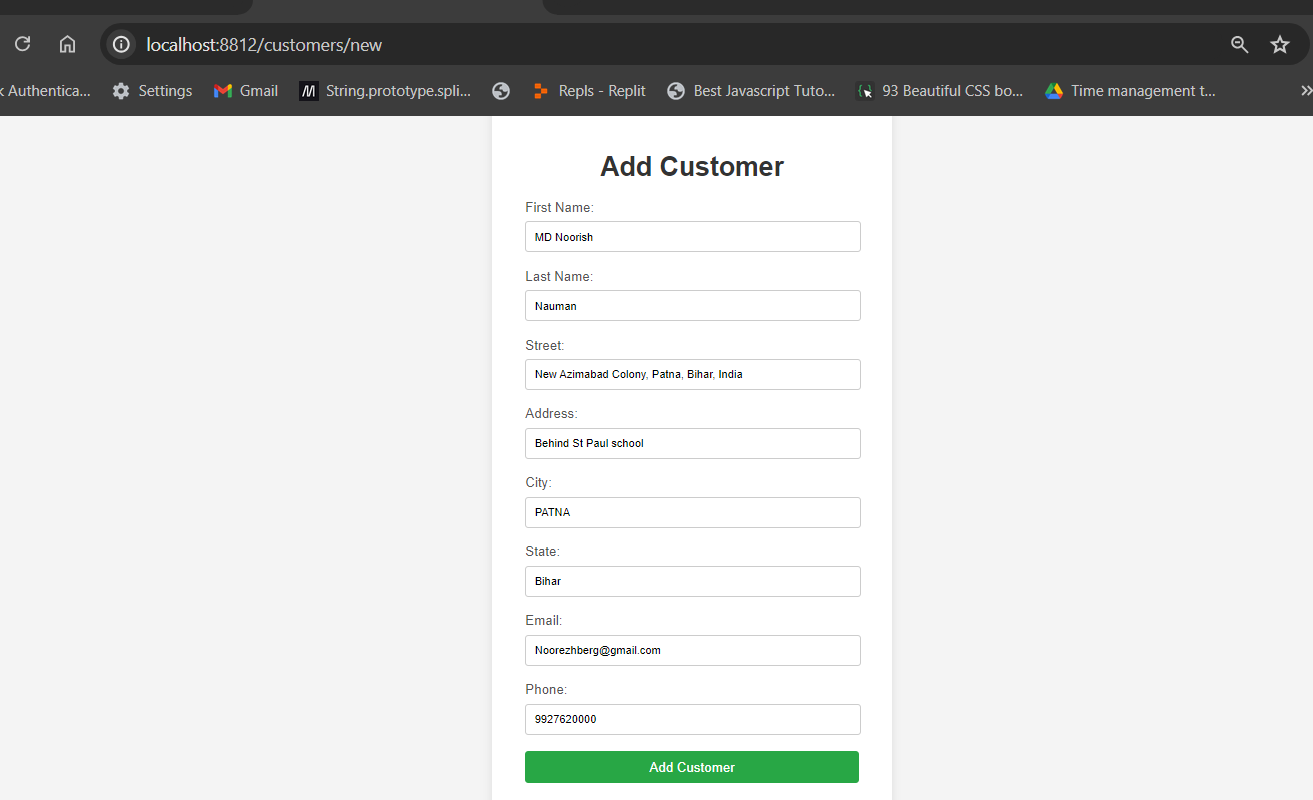 localhost:8812/customers/new
Authentica...
Settings
Gmail
String.prototype.spli...
Repls - Replit
Best Javascript Tuto...
93 Beautiful CSS bo...
Time management t...
Add Customer
First Name:
MD Noorish
Last Name:
Nauman
Street:
New Azimabad Colony, Patna, Bihar, India
Address:
Behind St Paul school
City:
PATNA
State:
Bihar
Email:
Noorezhberg@gmail.com
Phone:
9927620000
Add Customer